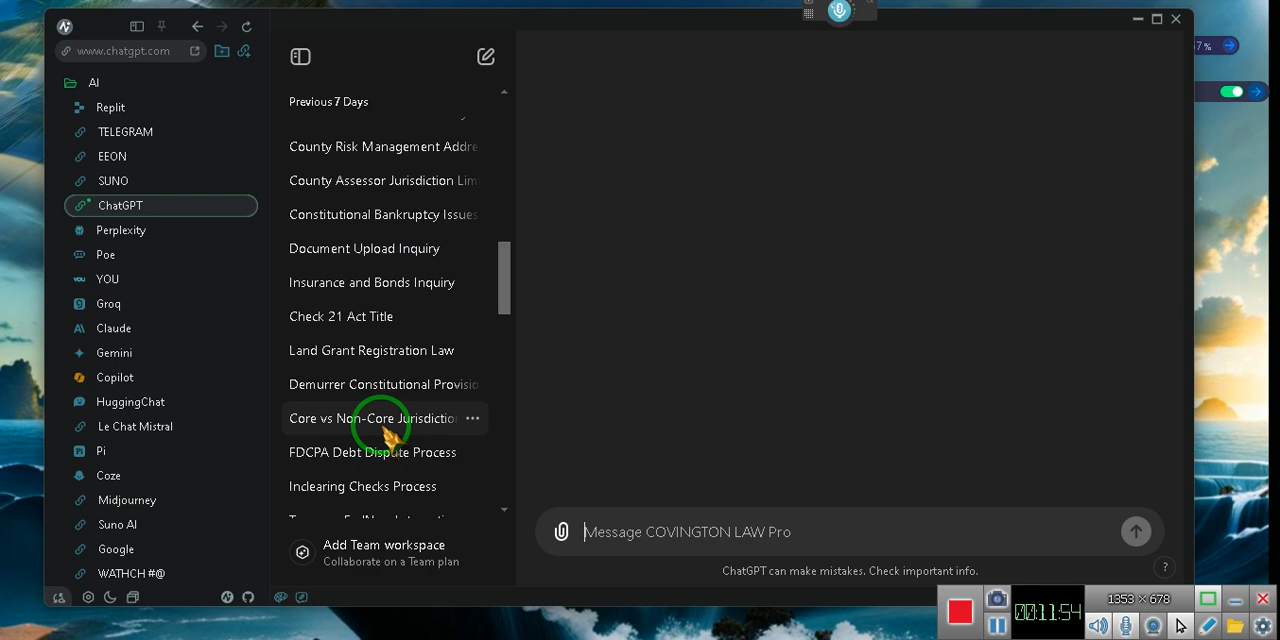 www.chatgpt.com
AI
Replit
TELEGRAM
EEON
SUNO
ChatGPT
Perplexity
Poe
YOU
Groq
Claude
Gemini
Copilot
HuggingChat
Le Chat Mistral
Pi
Coze
Midjourney
Suno AI
Google
WATHCH #@
Previous 7 Days
County Risk Management Addre
County Assessor Jurisdiction Lim
Constitutional Bankruptcy Issues
Document Upload Inquiry
Insurance and Bonds Inquiry
Check 21 Act Title
Land Grant Registration Law
Demurrer Constitutional Provisio
Core vs Non-Core Jurisdictio
FDCPA Debt Dispute Process
Inclearing Checks Process
Add Team workspace
Collaborate on a Team plan
Message COVINGTON LAW Pro
ChatGPT can make mistakes. Check important info.
?
7%
1353 × 678
00:11:54